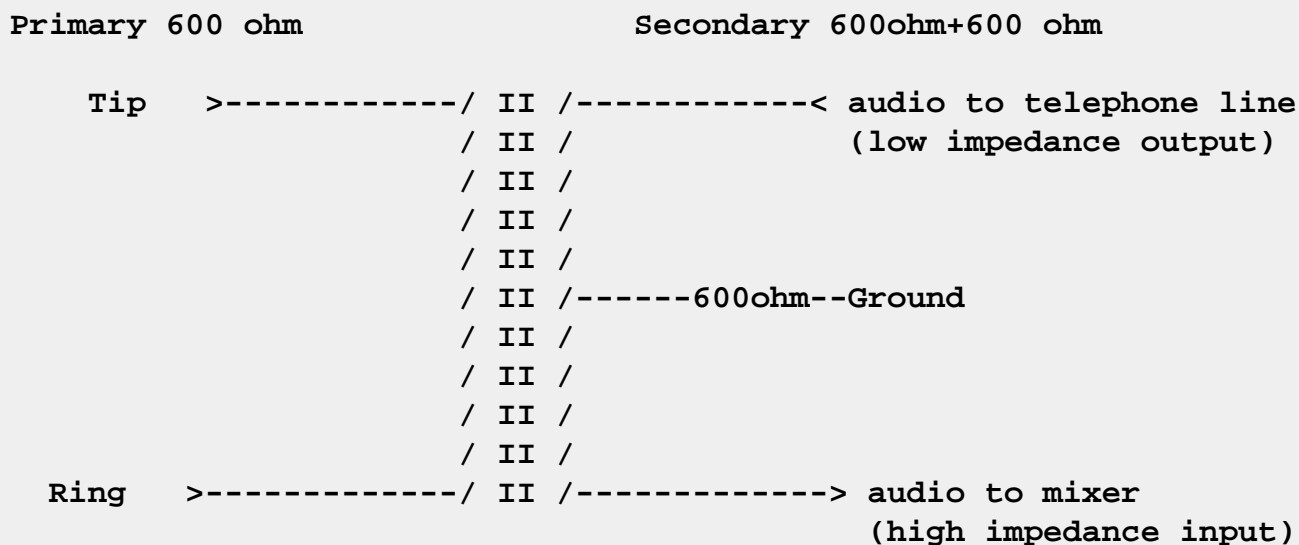 Primary 600 ohm Secondary 600ohm+600 ohm
Tip >------------/ II /------------< audio to telephone line
/ II / (low impedance output)
/ II /
/ II /
/ II /
/ II /------600ohm--Ground
/ II /
/ II /
/ II /
/ II /
Ring >-------------/ II /-------------> audio to mixer
(high impedance input)